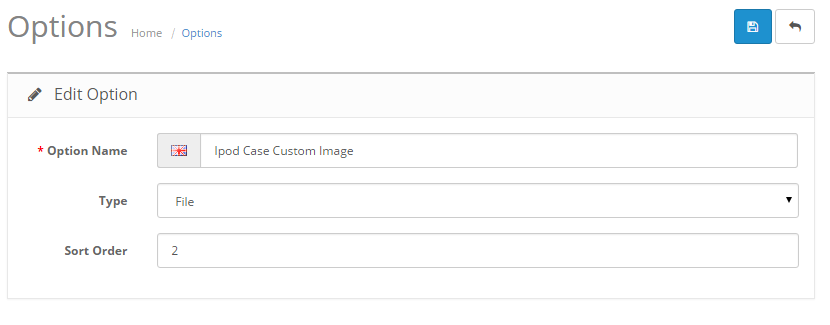 Options Home / Options
Edit Option
* Option Name Ipod Case Custom Image
Type File
Sort Order 2